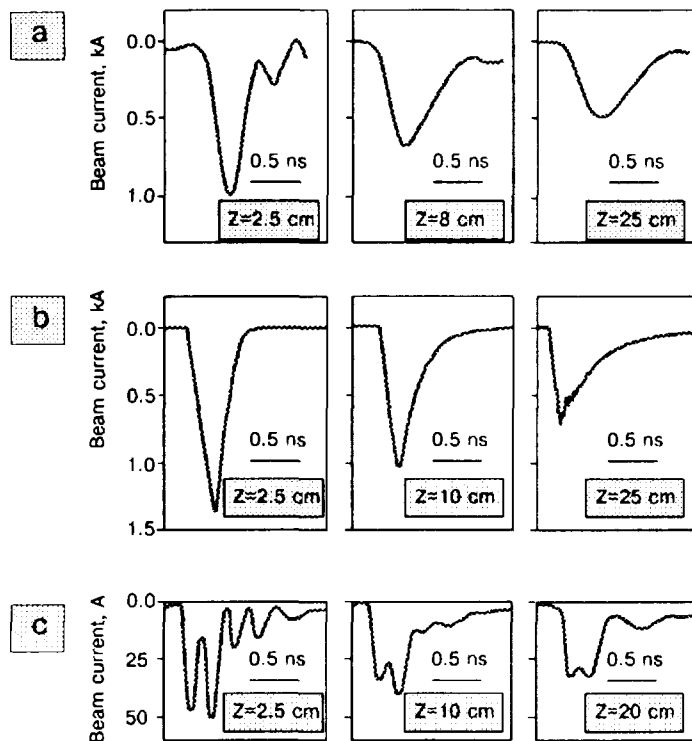 a
Beam current, kA
0.0
0.5
1.0
0.5 ns
0.5 ns
0.5 ns
Z=2.5 cm
Z=8 cm
Z=25 cm
b
Beam current, kA
0.0
0.5
1.0
1.5
0.5 ns
0.5 ns
0.5 ns
Z=2.5 cm
Z=10 cm
Z=25 cm
c
Beam current, A
0.0
25
50
0.5 ns
0.5 ns
0.5 ns
Z=2.5 cm
Z=10 cm
Z=20 cm